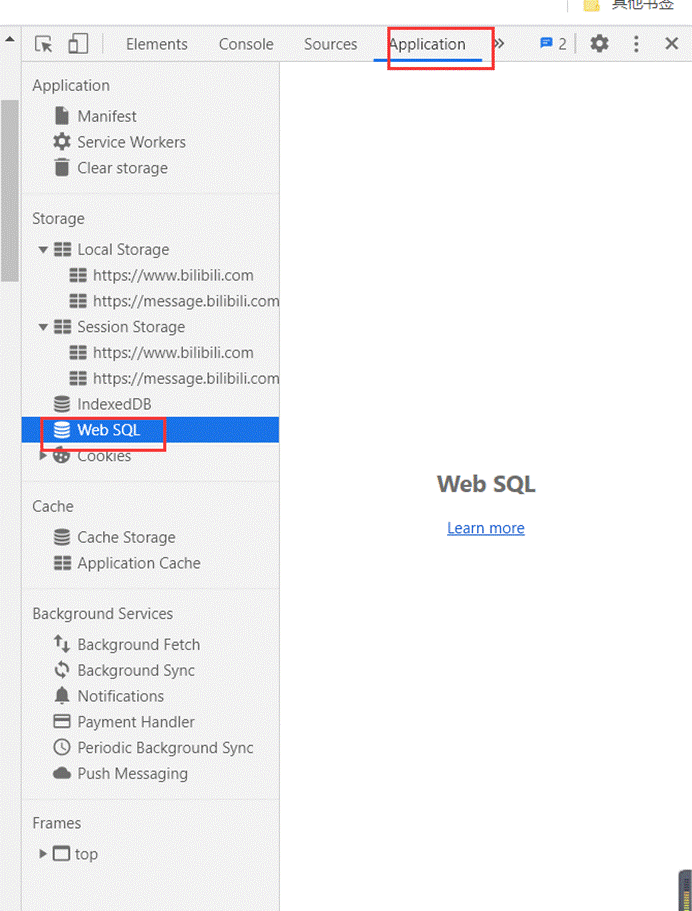 其他书签
Elements Console Sources Application » 2
Application
Manifest
Service Workers
Clear storage
Storage
Local Storage
https://www.bilibili.com
https://message.bilibili.com
Session Storage
https://www.bilibili.com
https://message.bilibili.com
IndexedDB
Web SQL
Cookies
Web SQL
Learn more
Cache
Cache Storage
Application Cache
Background Services
Background Fetch
Background Sync
Notifications
Payment Handler
Periodic Background Sync
Push Messaging
Frames
top